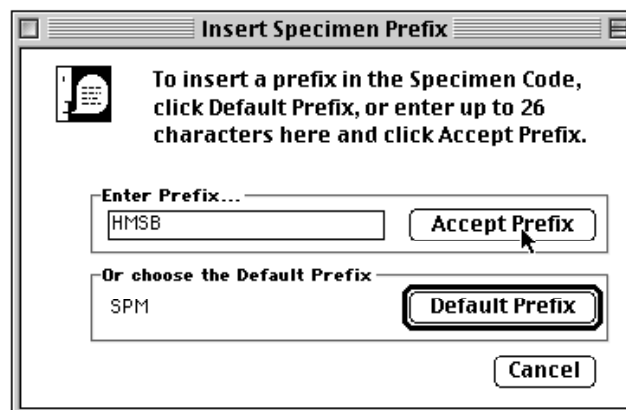 Insert Specimen Prefix
To insert a prefix in the Specimen Code,
click Default Prefix, or enter up to 26
characters here and click Accept Prefix.
Enter Prefix...
HMSB
Accept Prefix
Or choose the Default Prefix
SPM
Default Prefix
Cancel